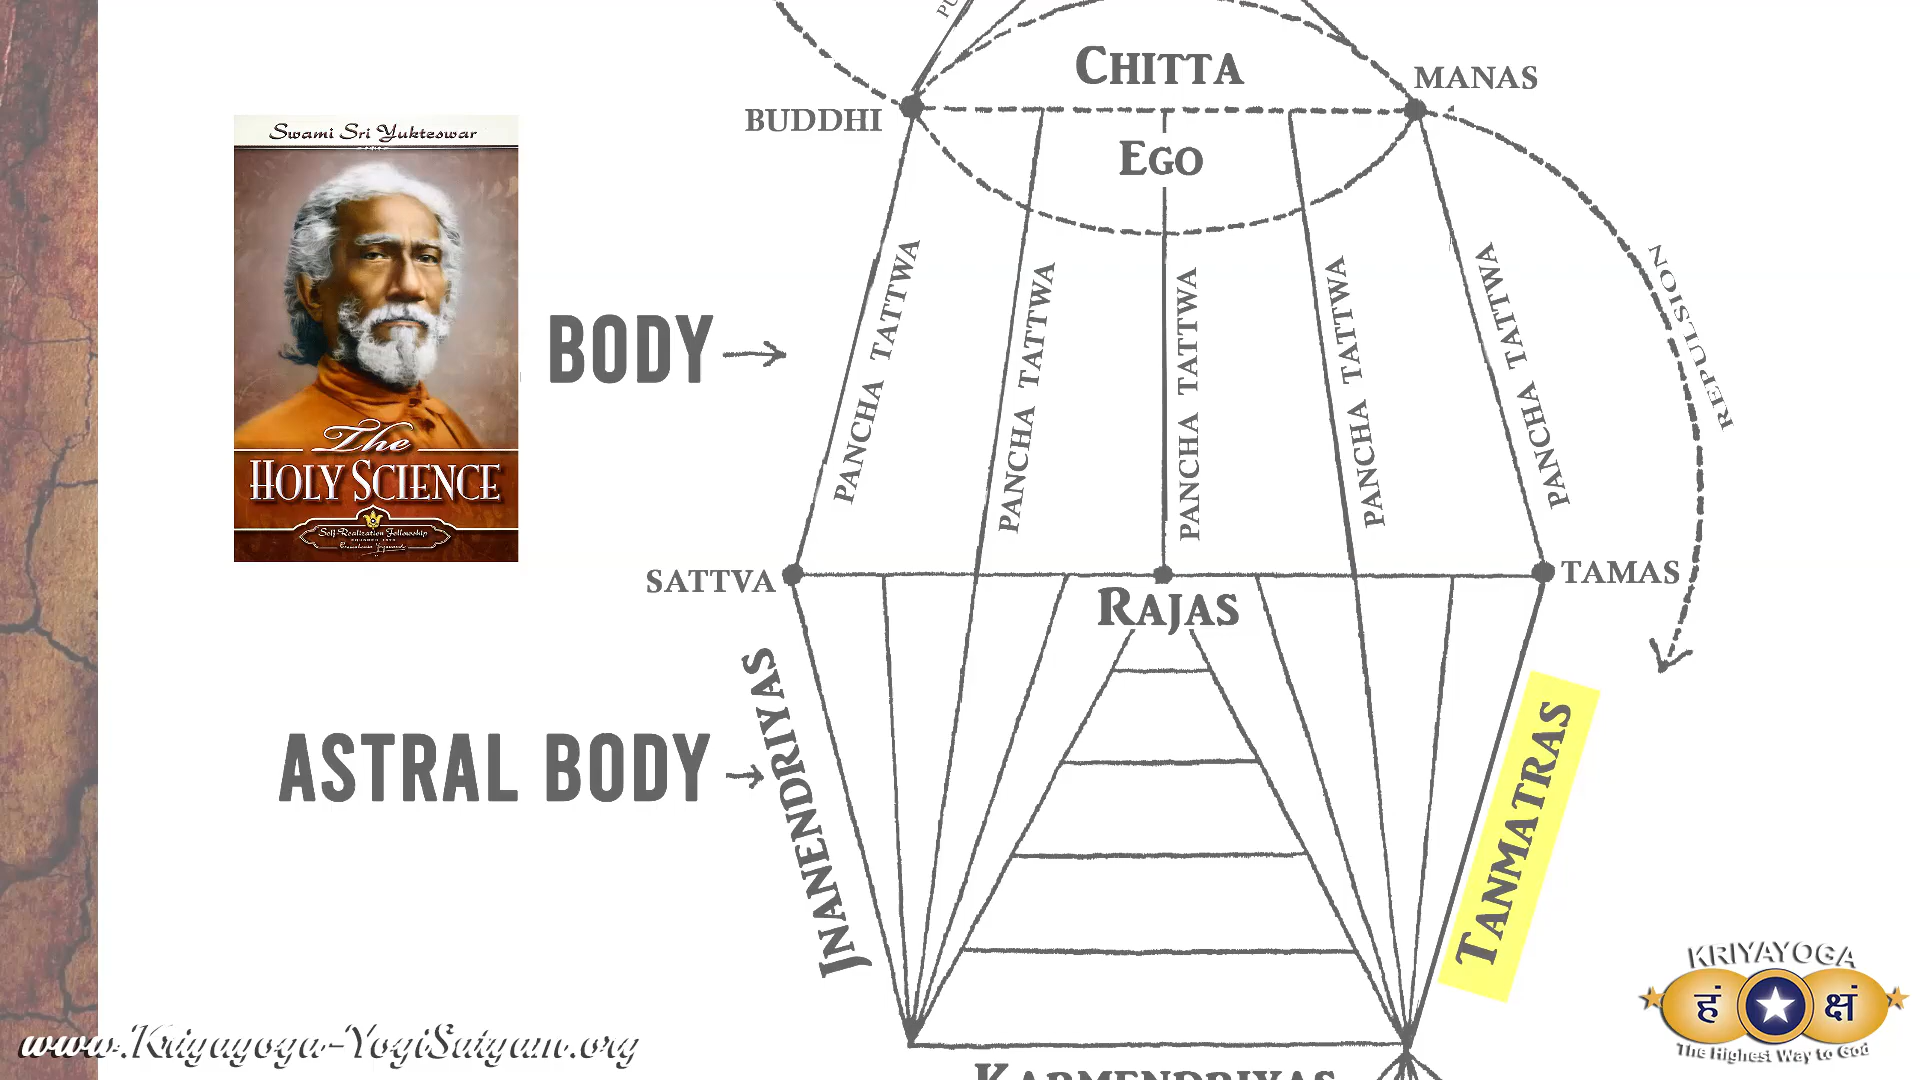 PU
CHITTA
MANAS
BUDDHI
EGO
Swami Sri Yukteswar
The
HOLY SCIENCE
Self-Realization Fellowship
BODY
PANCHA TATTWA
PANCHA TATTWA
PANCHA TATTWA
PANCHA TATTWA
PANCHA TATTWA
REPULSION
SATTVA
RAJAS
TAMAS
ASTRAL BODY
JNANENDRIYAS
TANMATRAS
KARMENDRIYAS
www.Kriyayoga-YogiSatyam.org
KRIYAYOGA
हं क्षं
The Highest Way to God